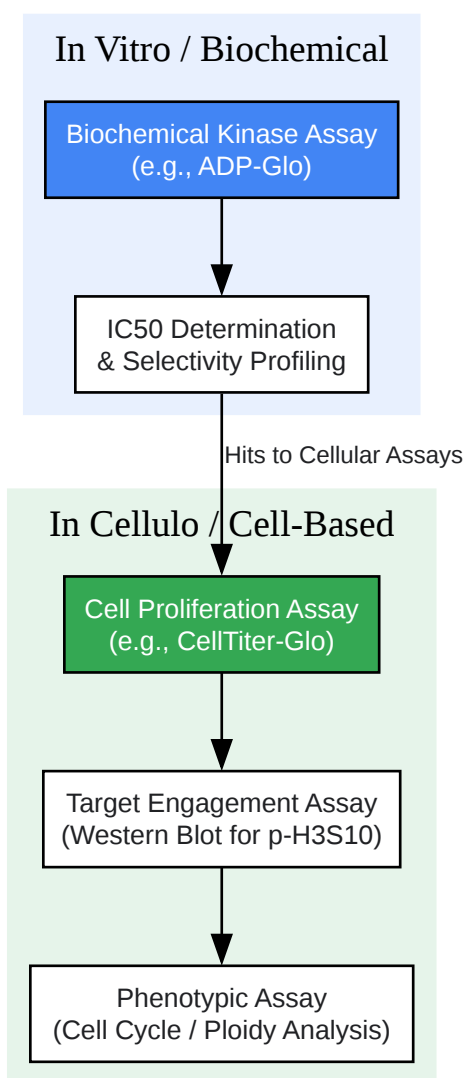 In Vitro / Biochemical
Biochemical Kinase Assay
(e.g., ADP-Glo)
IC50 Determination
& Selectivity Profiling
Hits to Cellular Assays
In Cellulo / Cell-Based
Cell Proliferation Assay
(e.g., CellTiter-Glo)
Target Engagement Assay
(Western Blot for p-H3S10)
Phenotypic Assay
(Cell Cycle / Ploidy Analysis)